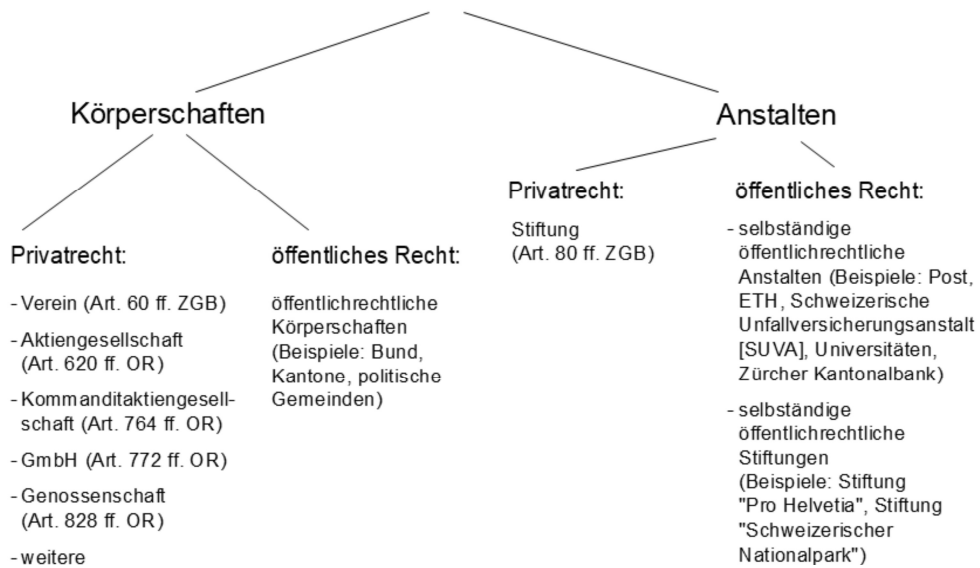 Körperschaften
Privatrecht:
- Verein (Art. 60 ff. ZGB)
- Aktiengesellschaft
(Art. 620 ff. OR)
- Kommanditaktiengesell-
schaft (Art. 764 ff. OR)
- GmbH (Art. 772 ff. OR)
- Genossenschaft
(Art. 828 ff. OR)
- weitere
öffentliches Recht:
öffentlichrechtliche
Körperschaften
(Beispiele: Bund,
Kantone, politische
Gemeinden)
Anstalten
Privatrecht:
Stiftung
(Art. 80 ff. ZGB)
öffentliches Recht:
- selbständige
öffentlichrechtliche
Anstalten (Beispiele: Post,
ETH, Schweizerische
Unfallversicherungsanstalt
[SUVA], Universitäten,
Zürcher Kantonalbank)
- selbständige
öffentlichrechtliche
Stiftungen
(Beispiele: Stiftung
"Pro Helvetia", Stiftung
"Schweizerischer
Nationalpark")